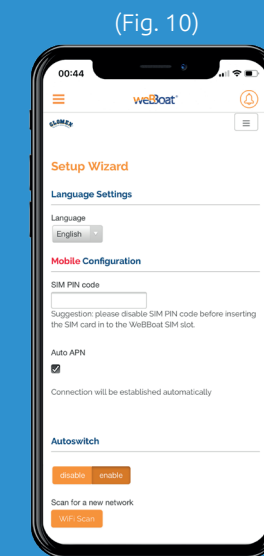 (Fig. 10)
00:44
weBBoat®
GLOMEX
Setup Wizard
Language Settings
Language
English
Mobile Configuration
SIM PIN code
Suggestion: please disable SIM PIN code before inserting
the SIM card in to the WeBBoat SIM slot.
Auto APN
Connection will be established automatically
Autoswitch
disable enable
Scan for a new network
WiFi Scan